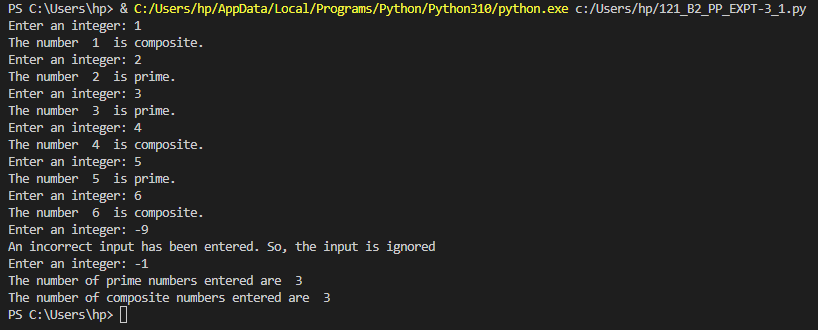 PS C:\Users\hp> & C:/Users/hp/AppData/Local/Programs/Python/Python310/python.exe c:/Users/hp/121_B2_PP_EXPT-3_1.py
Enter an integer: 1
The number  1  is composite.
Enter an integer: 2
The number  2  is prime.
Enter an integer: 3
The number  3  is prime.
Enter an integer: 4
The number  4  is composite.
Enter an integer: 5
The number  5  is prime.
Enter an integer: 6
The number  6  is composite.
Enter an integer: -9
An incorrect input has been entered. So, the input is ignored
Enter an integer: -1
The number of prime numbers entered are  3
The number of composite numbers entered are  3
PS C:\Users\hp>